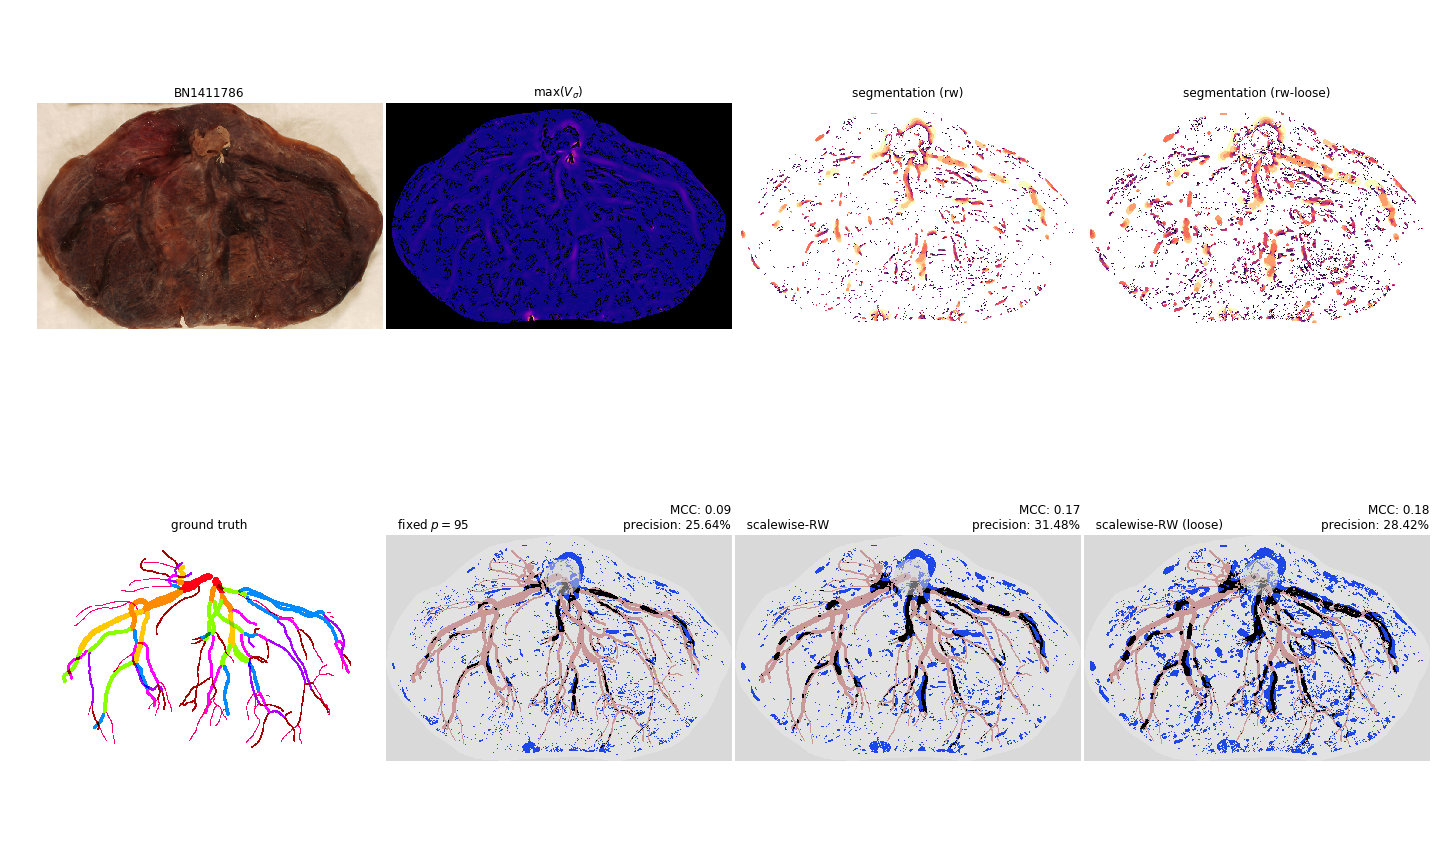 BN1411786
max(V_σ)
segmentation (rw)
segmentation (rw-loose)
ground truth
fixed p = 95
MCC: 0.09
precision: 25.64%
scalewise-RW
MCC: 0.17
precision: 31.48%
scalewise-RW (loose)
MCC: 0.18
precision: 28.42%